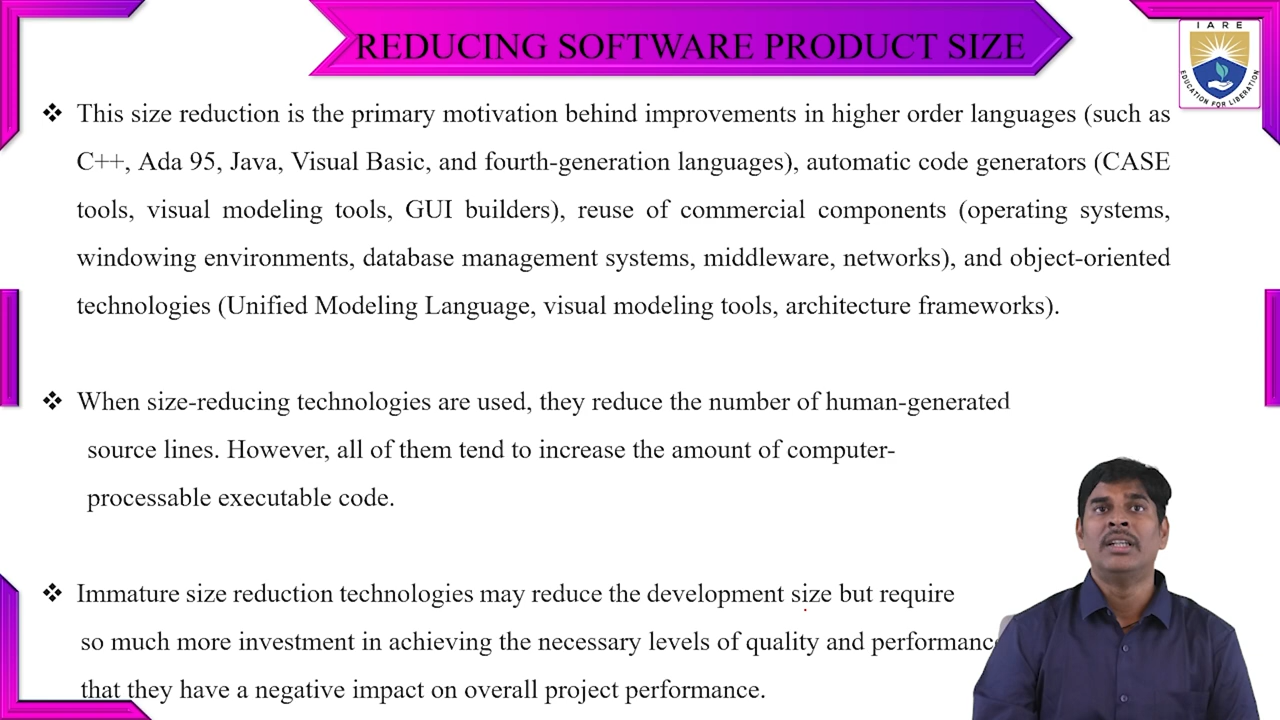 REDUCING SOFTWARE PRODUCT SIZE
I A R E
EDUCATION FOR LIBERATION
❖ This size reduction is the primary motivation behind improvements in higher order languages (such as
C++, Ada 95, Java, Visual Basic, and fourth-generation languages), automatic code generators (CASE
tools, visual modeling tools, GUI builders), reuse of commercial components (operating systems,
windowing environments, database management systems, middleware, networks), and object-oriented
technologies (Unified Modeling Language, visual modeling tools, architecture frameworks).
❖ When size-reducing technologies are used, they reduce the number of human-generated
source lines. However, all of them tend to increase the amount of computer-
processable executable code.
❖ Immature size reduction technologies may reduce the development size but require
so much more investment in achieving the necessary levels of quality and performance
that they have a negative impact on overall project performance.